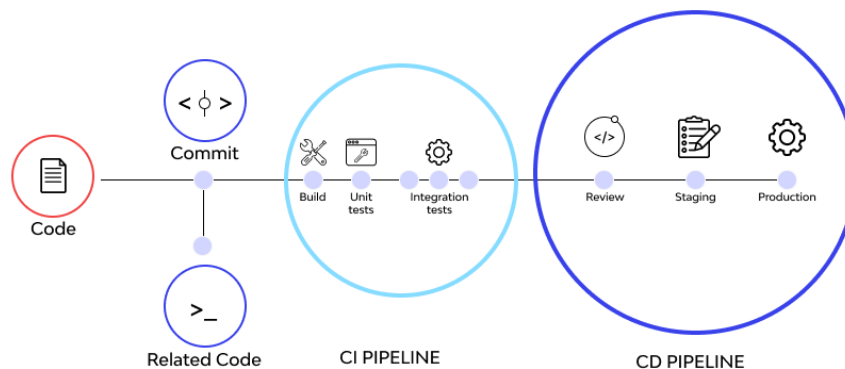 < >
Commit
Code
Build
Unit
tests
Integration
tests
</>
Review
Staging
Production
>_
Related Code
CI PIPELINE
CD PIPELINE